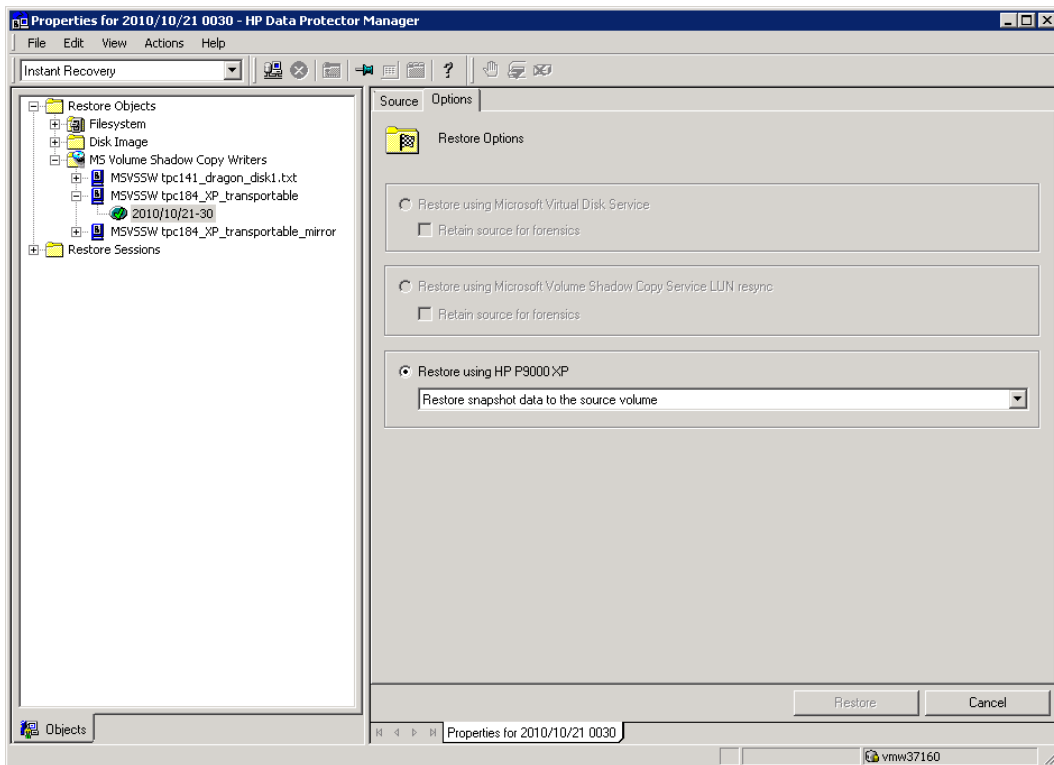 Properties for 2010/10/21 0030 - HP Data Protector Manager
File Edit View Actions Help
Instant Recovery
Restore Objects
Filesystem
Disk Image
MS Volume Shadow Copy Writers
MSVSSW tpc141_dragon_disk1.txt
MSVSSW tpc184_XP_transportable
2010/10/21-30
MSVSSW tpc184_XP_transportable_mirror
Restore Sessions
Objects
Source Options
Restore Options
Restore using Microsoft Virtual Disk Service
Retain source for forensics
Restore using Microsoft Volume Shadow Copy Service LUN resync
Retain source for forensics
Restore using HP P9000 XP
Restore snapshot data to the source volume
Restore Cancel
Properties for 2010/10/21 0030
vmw37160